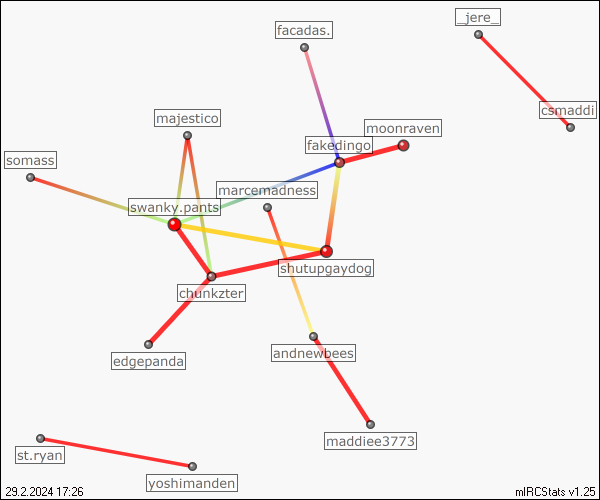 _jere_
facadas.
csmaddi
majestico
moonraven
fakedingo
somass
marcemadness
swanky.pants
shutupgaydog
chunkzter
andnewbees
edgepanda
maddiee3773
st.ryan
yoshimanden
29.2.2024 17:26
mIRCStats v1.25